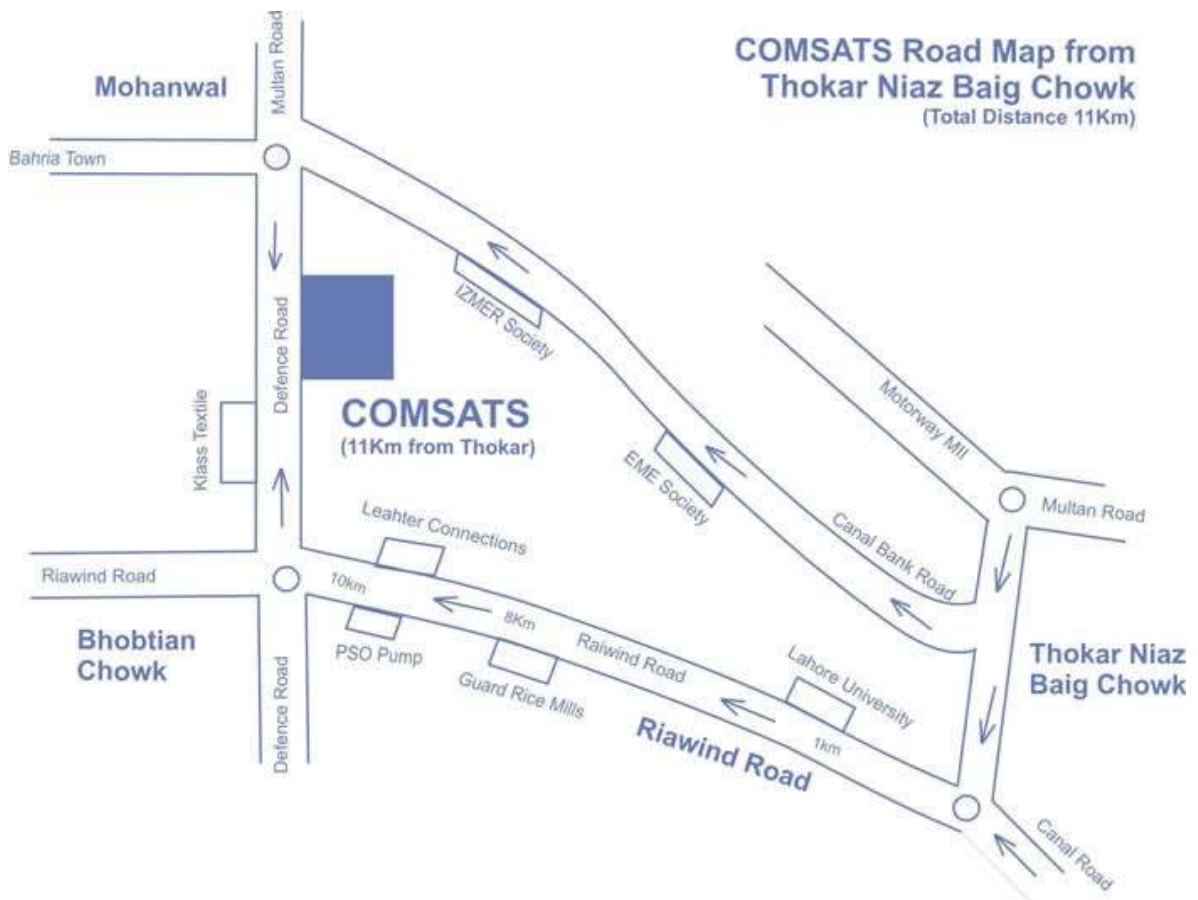 COMSATS Road Map from
Thokar Niaz Baig Chowk
(Total Distance 11Km)
Mohanwal
Multan Road
Bahria Town
IZMER Society
Defence Road
COMSATS
(11Km from Thokar)
Klass Textile
EME Society
Motorway Mll
Multan Road
Canal Bank Road
Leahter Connections
Riawind Road
10km
8Km
Raiwind Road
PSO Pump
Guard Rice Mills
Bhobtian
Chowk
Defence Road
Lahore University
1km
Riawind Road
Thokar Niaz
Baig Chowk
Canal Road